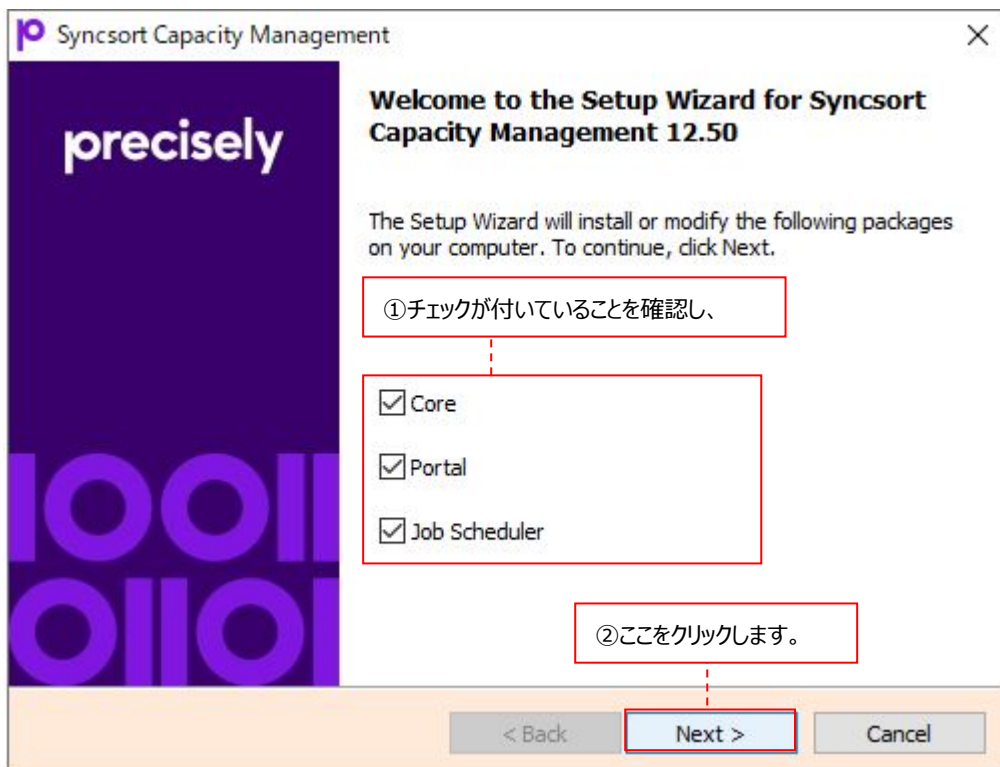 Syncsort Capacity Management
precisely
Welcome to the Setup Wizard for Syncsort
Capacity Management 12.50
The Setup Wizard will install or modify the following packages
on your computer. To continue, click Next.
①チェックが付いていることを確認し、
Core
Portal
Job Scheduler
②ここをクリックします。
< Back
Next >
Cancel